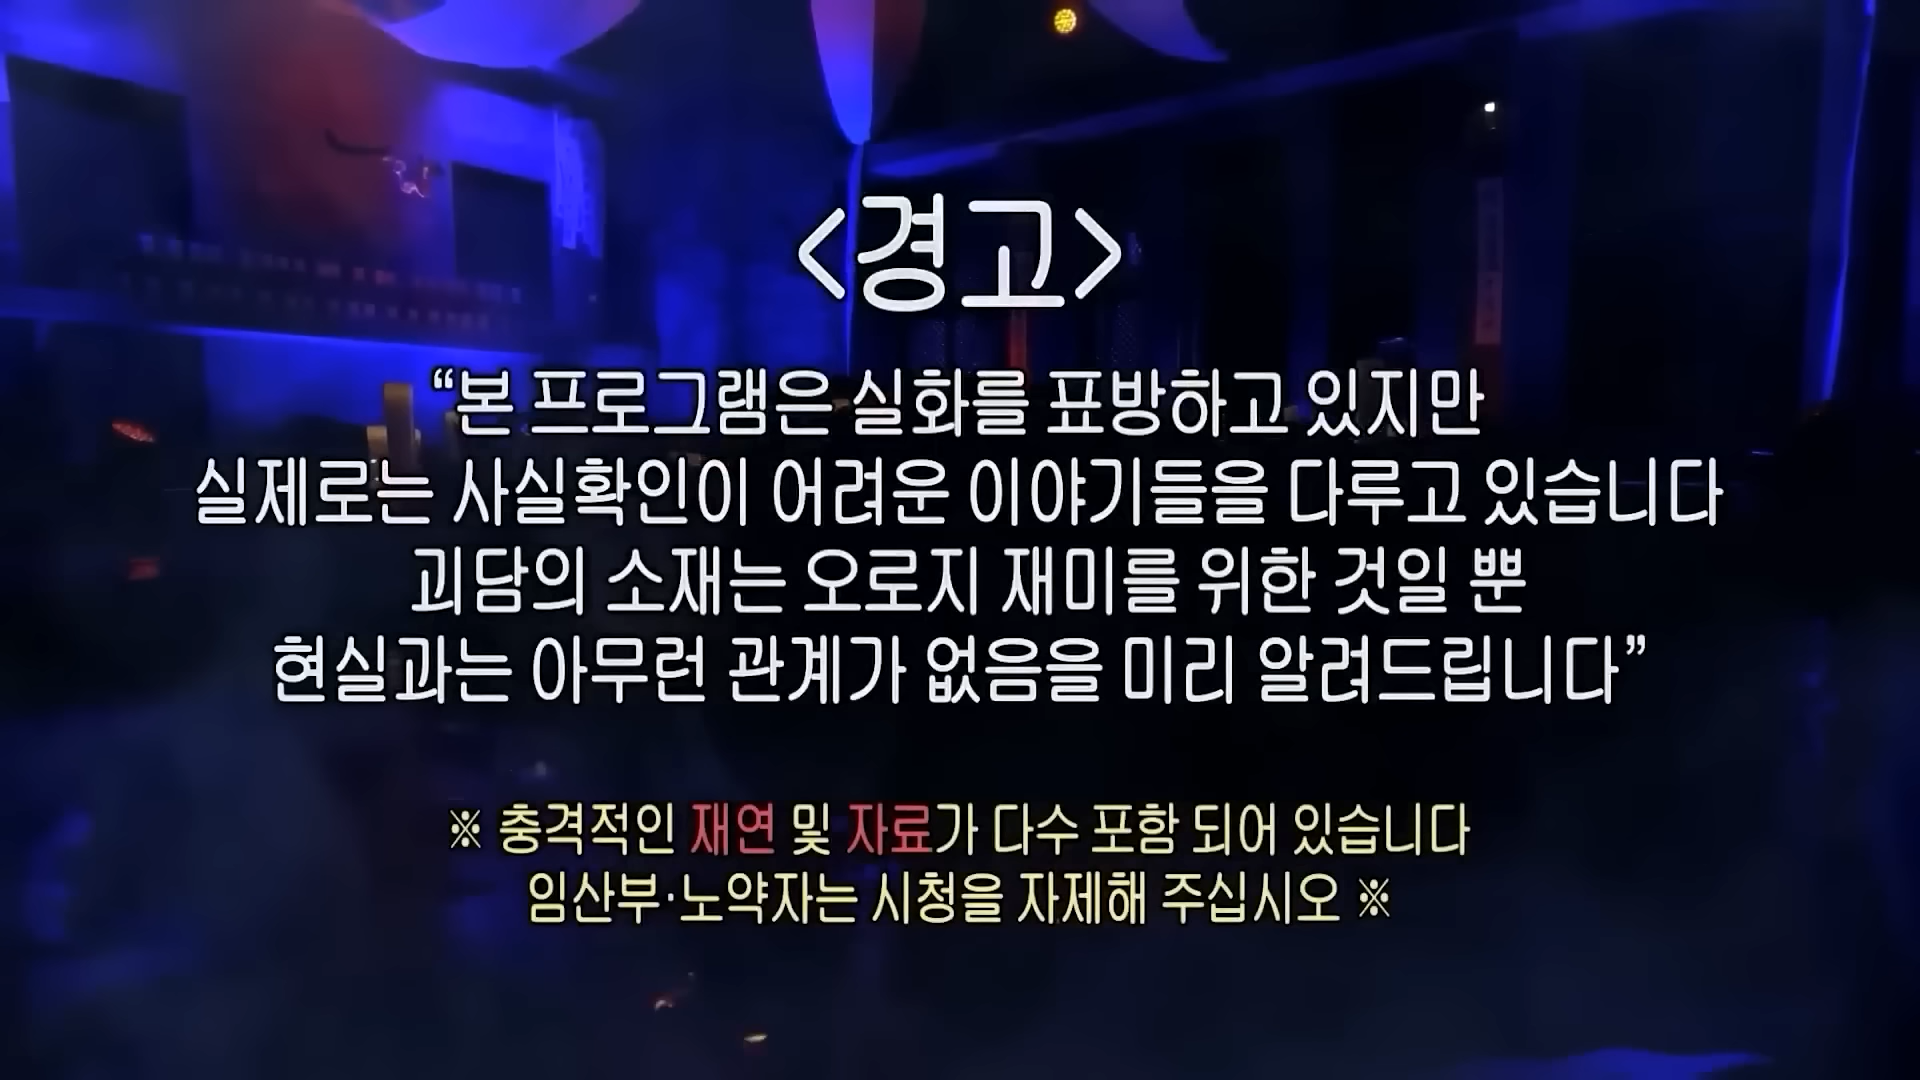 <경고>
“본 프로그램은 실화를 표방하고 있지만
실제로는 사실확인이 어려운 이야기들을 다루고 있습니다
괴담의 소재는 오로지 재미를 위한 것일 뿐
현실과는 아무런 관계가 없음을 미리 알려드립니다”
※ 충격적인 재연 및 자료가 다수 포함 되어 있습니다
임산부·노약자는 시청을 자제해 주십시오 ※